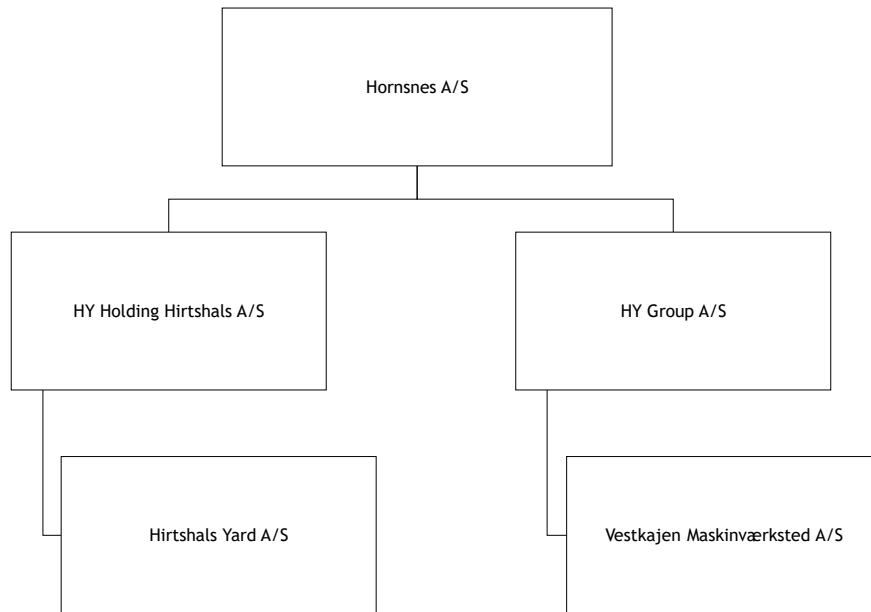 Hornsnes A/S
HY Holding Hirtshals A/S
HY Group A/S
Hirtshals Yard A/S
Vestkajen Maskinværksted A/S